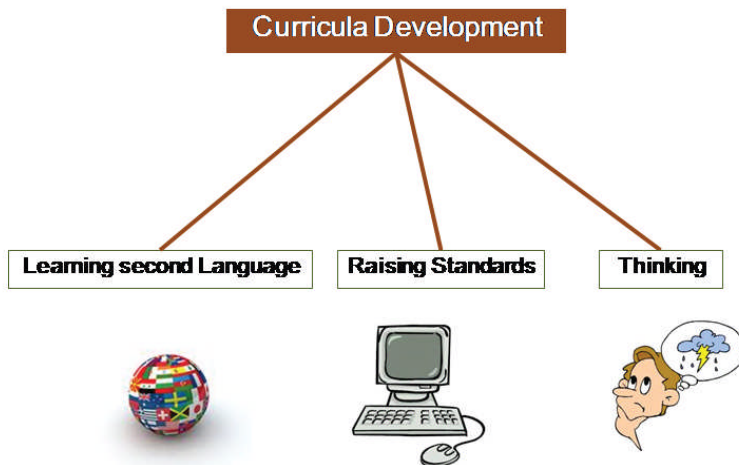 Curricula Development
Learning second Language
Raising Standards
Thinking